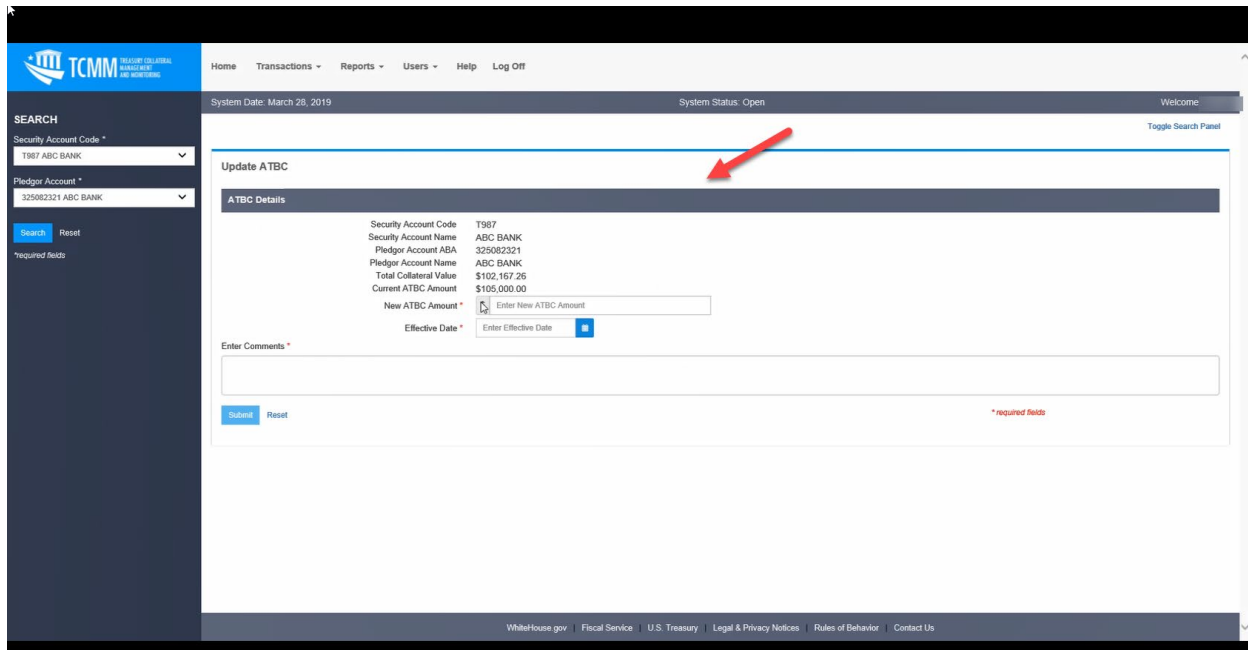 TCMM TREASURY COLLATERAL MANAGEMENT AND MONITORING
Home Transactions Reports Users Help Log Off
System Date: March 28, 2019 System Status: Open Welcome
Toggle Search Panel
SEARCH
Security Account Code *
T987 ABC BANK
Pledgor Account *
325082321 ABC BANK
Search Reset
*required fields
Update ATBC
ATBC Details
Security Account Code T987
Security Account Name ABC BANK
Pledgor Account ABA 325082321
Pledgor Account Name ABC BANK
Total Collateral Value $102,167.26
Current ATBC Amount $105,000.00
New ATBC Amount * Enter New ATBC Amount
Effective Date * Enter Effective Date
Enter Comments *
Submit Reset
* required fields
WhiteHouse.gov | Fiscal Service | U.S. Treasury | Legal & Privacy Notices | Rules of Behavior | Contact Us